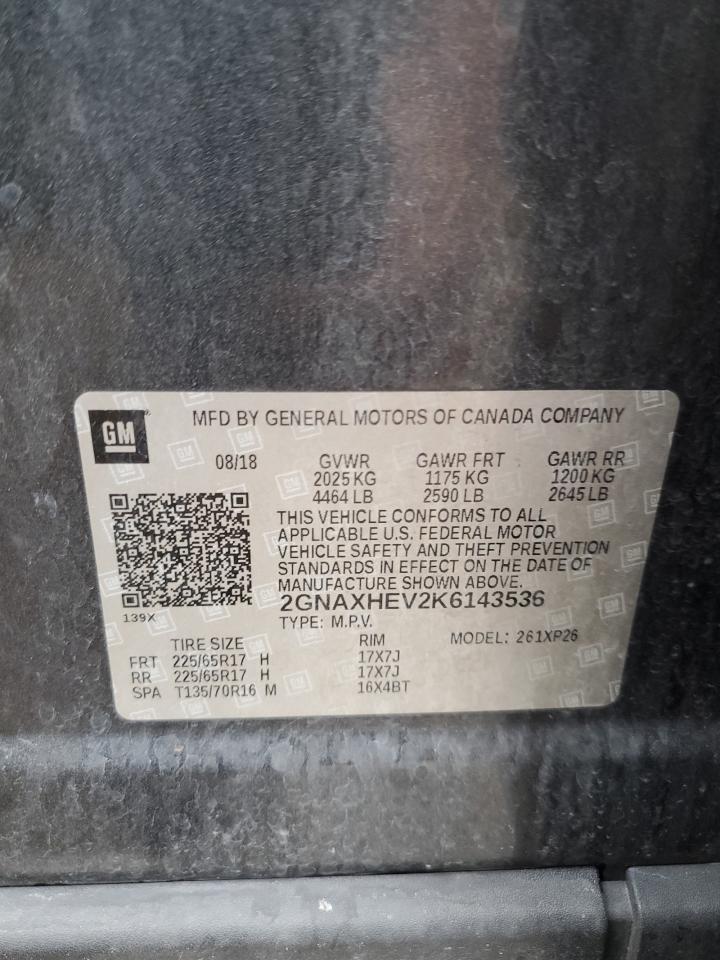 GM
MFD BY GENERAL MOTORS OF CANADA COMPANY
08/18 GVWR GAWR FRT GAWR RR
2025 KG 1175 KG 1200 KG
4464 LB 2590 LB 2645 LB
THIS VEHICLE CONFORMS TO ALL
APPLICABLE U.S. FEDERAL MOTOR
VEHICLE SAFETY AND THEFT PREVENTION
STANDARDS IN EFFECT ON THE DATE OF
MANUFACTURE SHOWN ABOVE.
2GNAXHEV2K6143536
139X
TYPE: M.P.V.
TIRE SIZE RIM MODEL: 261XP26
FRT 225/65R17 H 17X7J
RR 225/65R17 H 17X7J
SPA T135/70R16 M 16X4BT